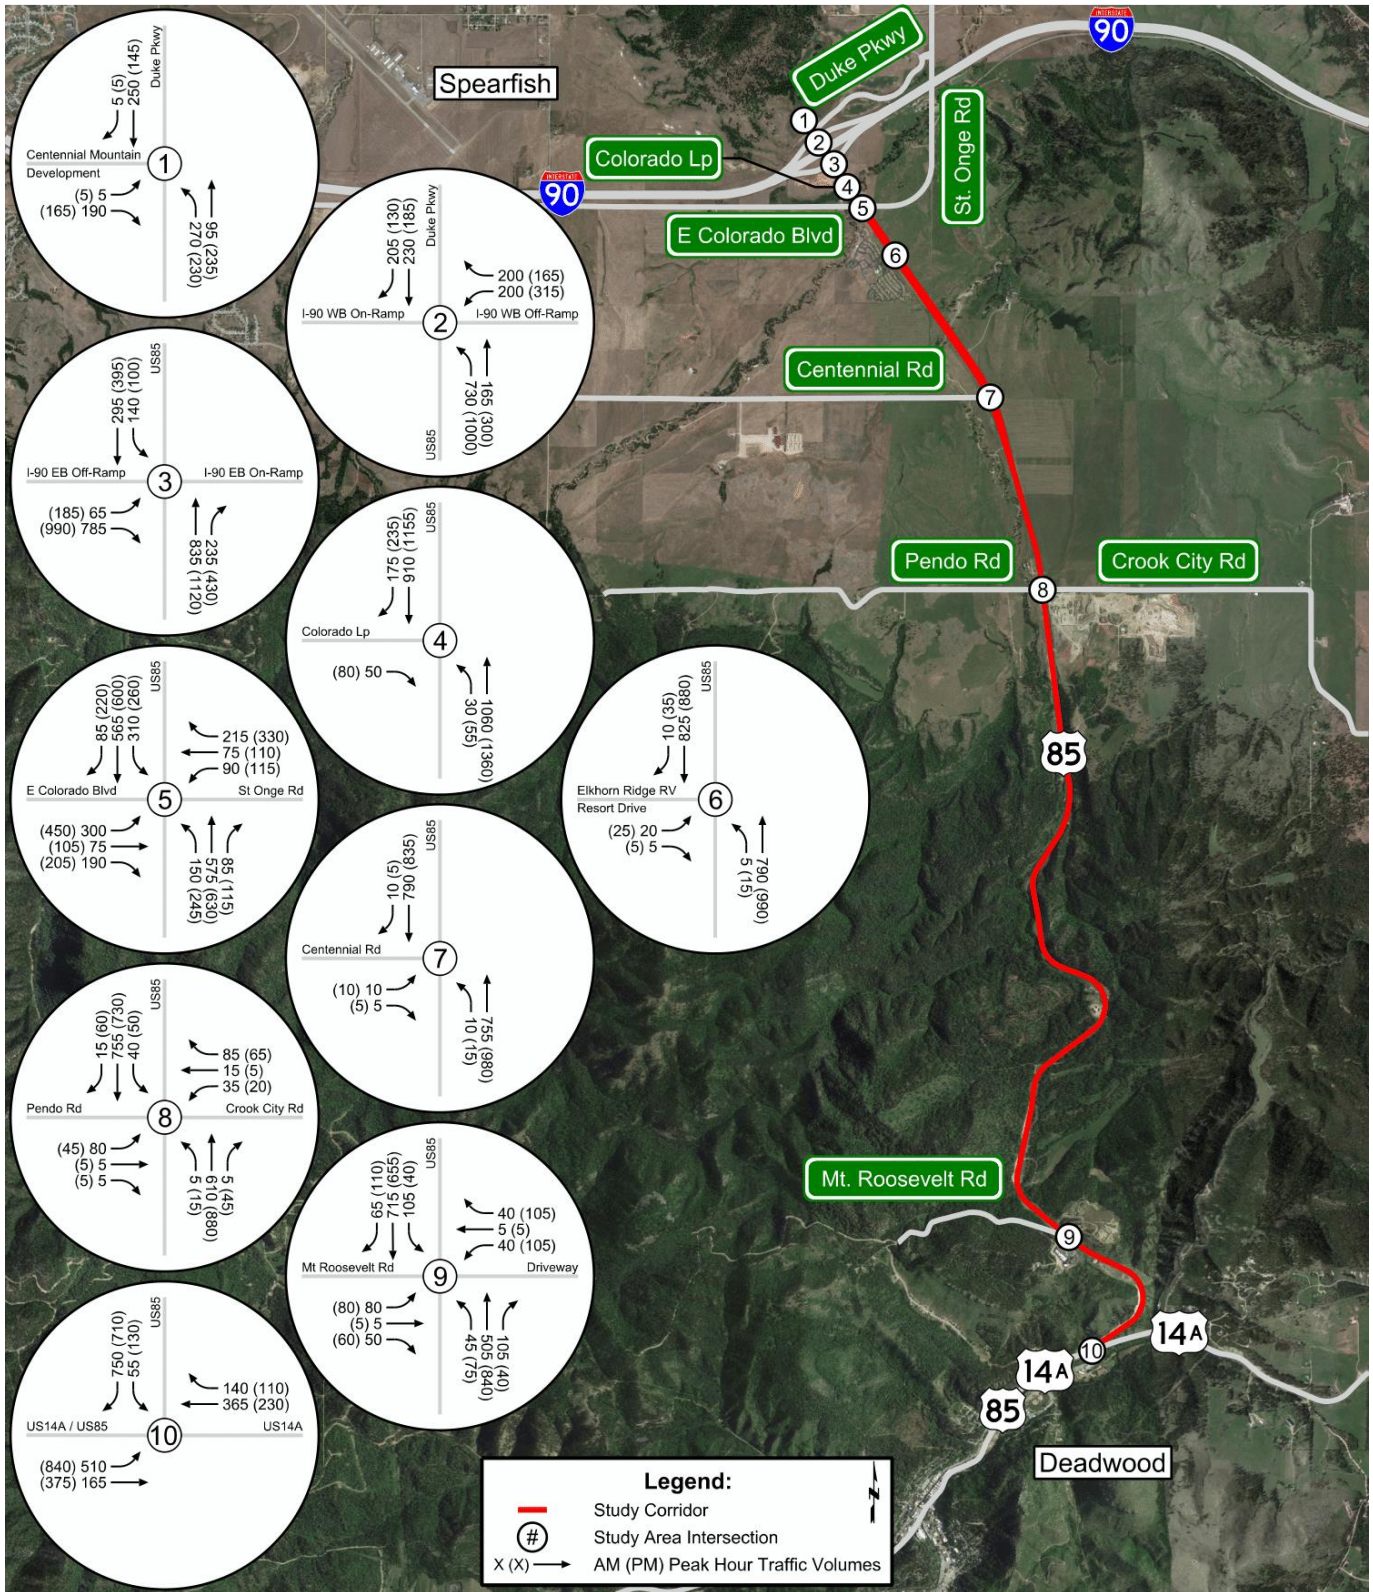 Spearfish
Duke Pkwy
INTERSTATE
90
St. Onge Rd
Colorado Lp
INTERSTATE
90
E Colorado Blvd
Centennial Rd
Pendo Rd
Crook City Rd
85
Mt. Roosevelt Rd
14A
14A
85
Deadwood
1
2
3
4
5
6
7
8
9
10
Duke Pkwy
5 (5)
250 (145)
Centennial Mountain
Development
1
(5) 5
(165) 190
270 (230)
95 (235)
Duke Pkwy
205 (130)
230 (185)
200 (165)
200 (315)
I-90 WB On-Ramp
2
I-90 WB Off-Ramp
730 (1000)
165 (300)
US85
US85
295 (395)
140 (100)
I-90 EB Off-Ramp
3
I-90 EB On-Ramp
(185) 65
(990) 785
835 (1120)
235 (430)
US85
175 (235)
910 (1155)
Colorado Lp
4
(80) 50
30 (55)
1060 (1360)
US85
85 (220)
565 (600)
310 (260)
215 (330)
75 (110)
90 (115)
E Colorado Blvd
5
St Onge Rd
(450) 300
(105) 75
(205) 190
150 (245)
575 (630)
85 (115)
US85
10 (35)
825 (880)
Elkhorn Ridge RV
Resort Drive
6
(25) 20
(5) 5
5 (15)
790 (990)
US85
10 (5)
790 (835)
Centennial Rd
7
(10) 10
(5) 5
10 (15)
755 (980)
US85
15 (60)
755 (730)
40 (50)
85 (65)
15 (5)
35 (20)
Pendo Rd
8
Crook City Rd
(45) 80
(5) 5
(5) 5
5 (15)
610 (880)
5 (45)
US85
65 (110)
715 (655)
105 (40)
40 (105)
5 (5)
40 (105)
Mt Roosevelt Rd
9
Driveway
(80) 80
(5) 5
(60) 50
45 (75)
505 (840)
105 (40)
US85
750 (710)
55 (130)
140 (110)
365 (230)
US14A / US85
10
US14A
(840) 510
(375) 165
Legend:
Study Corridor
# Study Area Intersection
X (X) AM (PM) Peak Hour Traffic Volumes
N